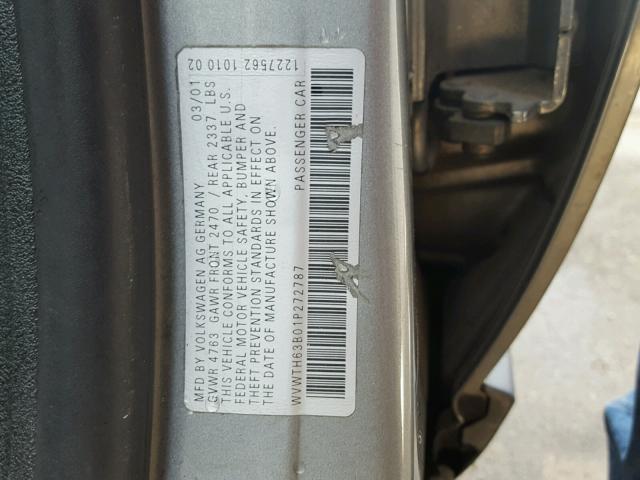 MFD BY VOLKSWAGEN AG GERMANY 03/01
GVWR 4763 GAWR FRONT 2470 / REAR 2337 LBS
THIS VEHICLE CONFORMS TO ALL APPLICABLE U.S.
FEDERAL MOTOR VEHICLE SAFETY, BUMPER AND
THEFT PREVENTION STANDARDS IN EFFECT ON
THE DATE OF MANUFACTURE SHOWN ABOVE.
WVWTH63B01P272787 PASSENGER CAR
1227562 1010 02